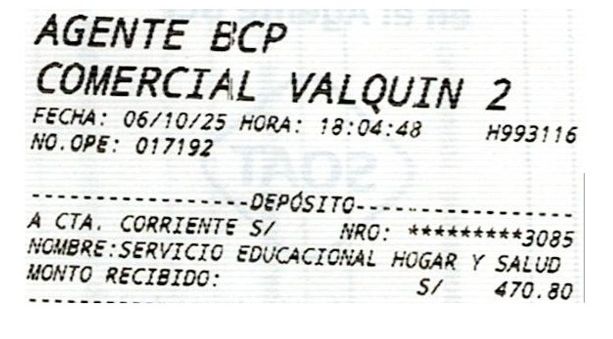 AGENTE BCP
COMERCIAL VALQUIN 2
FECHA: 06/10/25 HORA: 18:04:48 H993116
NO.OPE: 017192
-----------------DEPÓSITO-----------------
A CTA. CORRIENTE S/ NRO: *********3085
NOMBRE:SERVICIO EDUCACIONAL HOGAR Y SALUD
MONTO RECIBIDO: S/ 470.80